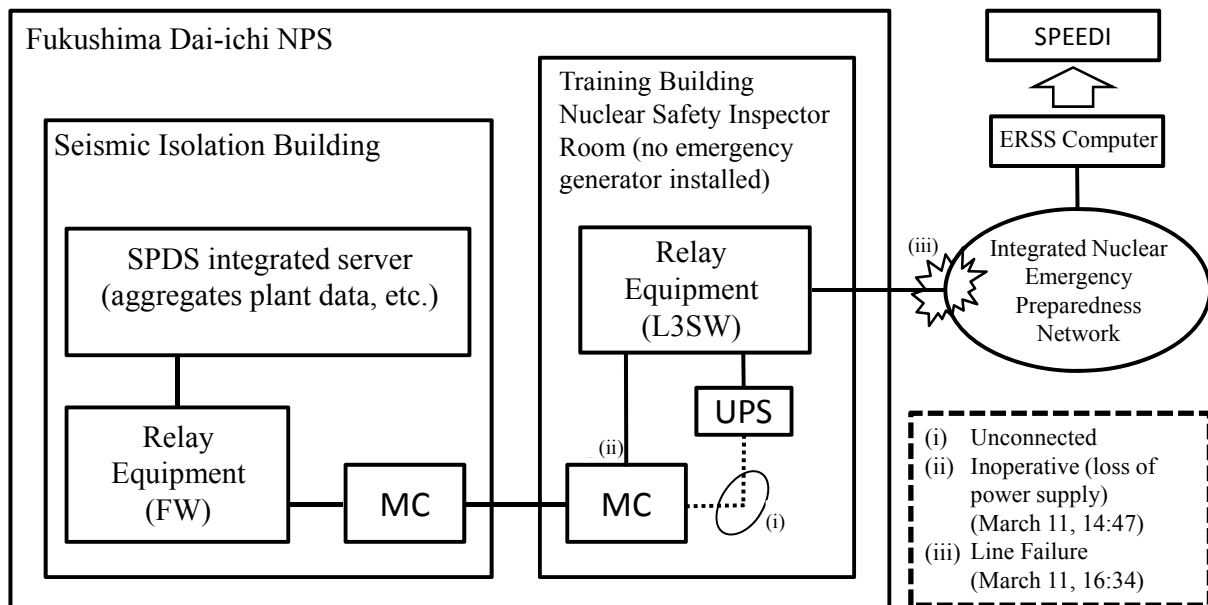 Fukushima Dai-ichi NPS
Seismic Isolation Building
SPDS integrated server
(aggregates plant data, etc.)
Relay
Equipment
(FW)
MC
Training Building
Nuclear Safety Inspector
Room (no emergency
generator installed)
Relay
Equipment
(L3SW)
UPS
(ii)
MC
(i)
SPEEDI
ERSS Computer
(iii)
Integrated Nuclear
Emergency
Preparedness
Network
(i) Unconnected
(ii) Inoperative (loss of
power supply)
(March 11, 14:47)
(iii) Line Failure
(March 11, 16:34)